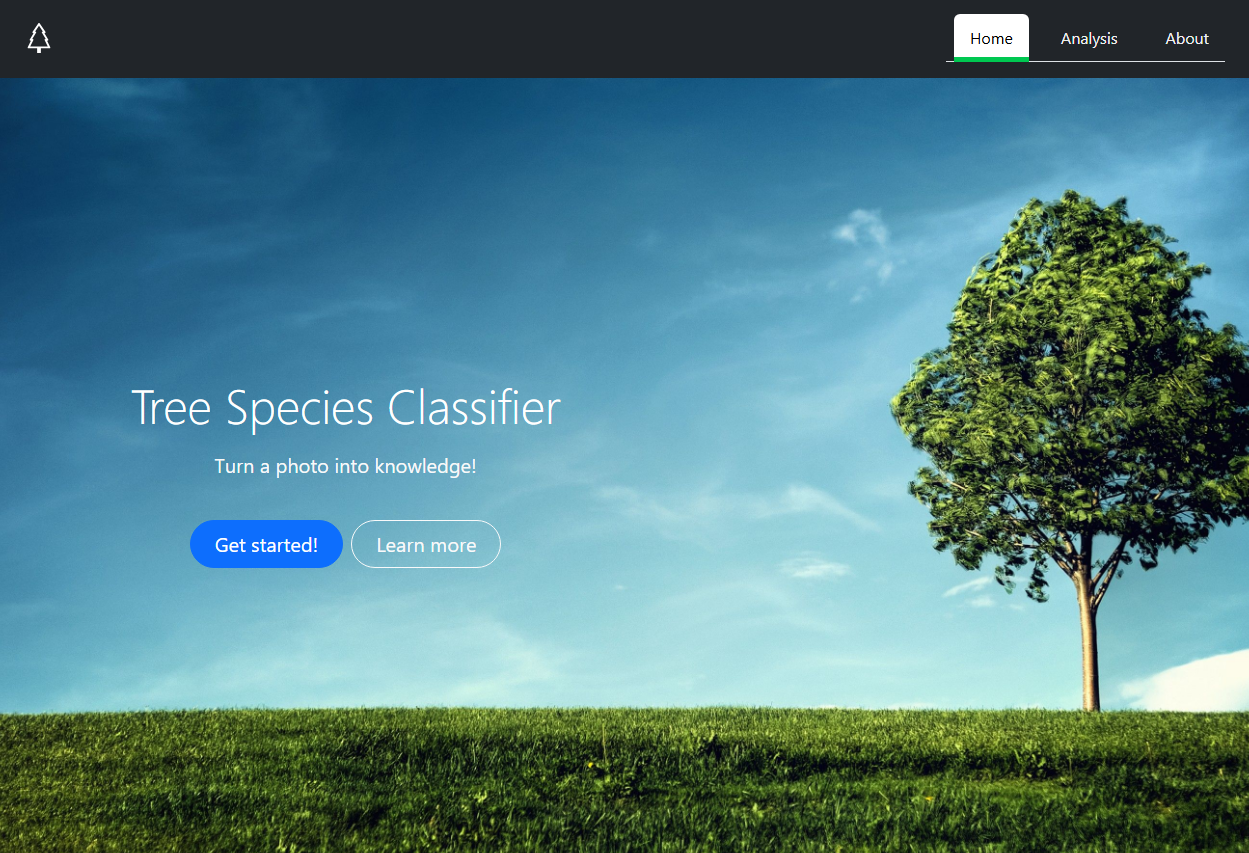 Home Analysis About
Tree Species Classifier
Turn a photo into knowledge!
Get started! Learn more